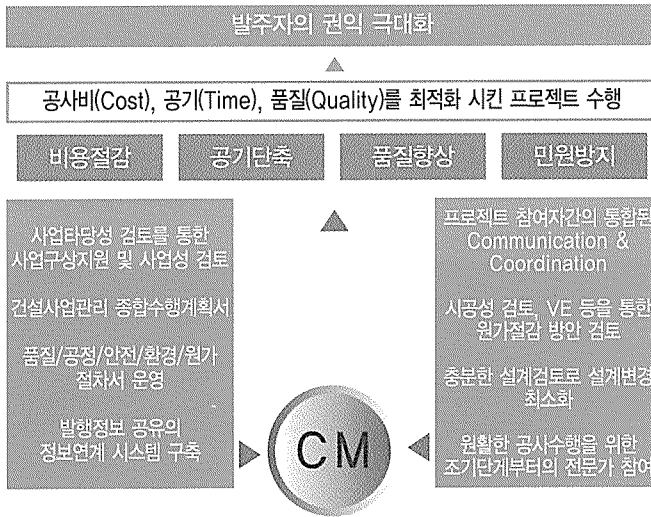 발주자의 권익 극대화
공사비(Cost), 공기(Time), 품질(Quality)를 최적화 시킨 프로젝트 수행
비용절감
공기단축
품질향상
민원방지
사업타당성 검토를 통한
사업구상지원 및 사업성 검토
건설사업관리 종합수행계획서
품질/공정/안전/환경/원가
절차서 운영
발행정보 공유의
정보연계 시스템 구축
CM
프로젝트 참여자간의 통합된
Communication &
Coordination
시공성 검토, VE 등을 통한
원가절감 방안 검토
충분한 설계검토로 설계변경
최소화
원활한 공사수행을 위한
조기단계부터의 전문가 참여